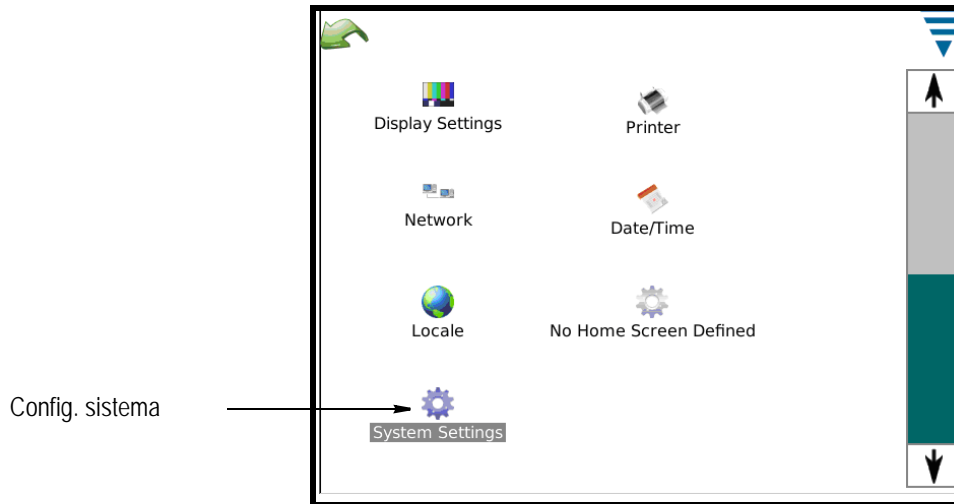 Display Settings
Printer
Network
Date/Time
Locale
No Home Screen Defined
Config. sistema
System Settings